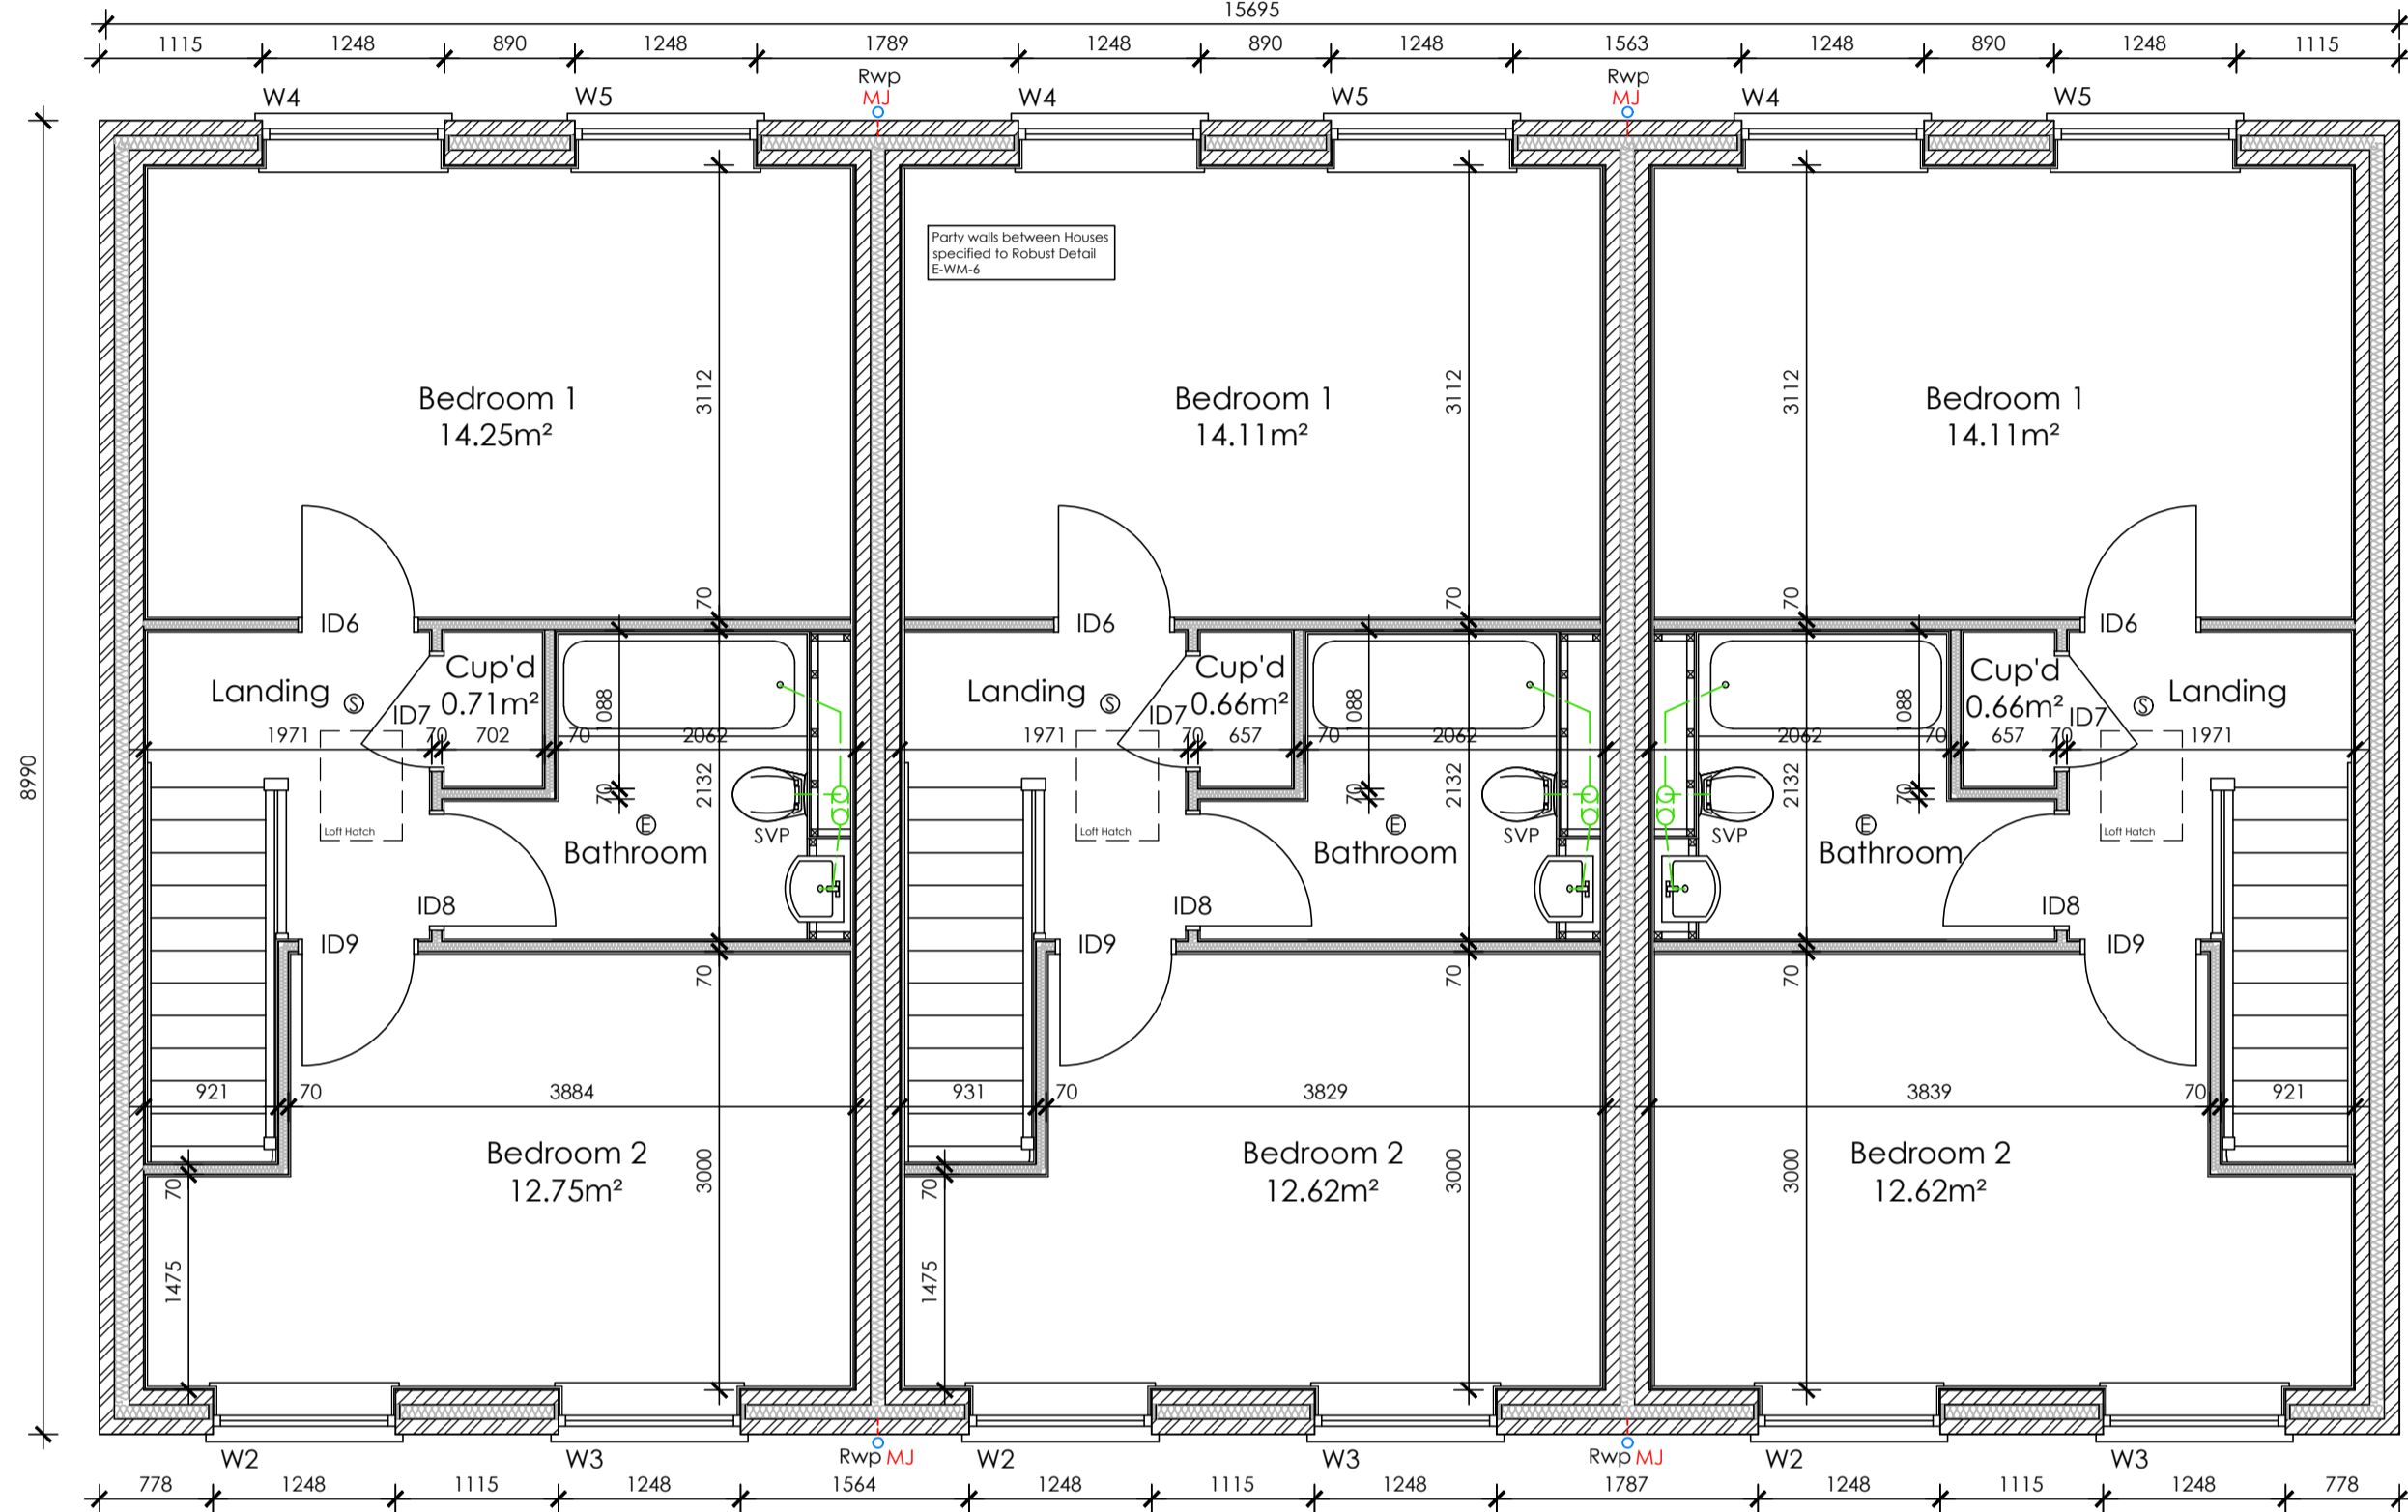 15695
1115 1248 890 1248 1789 1248 890 1248 1563 1248 890 1248 1115
Rwp Rwp
MJ MJ
W4 W5 W4 W5 W4 W5
Party walls between Houses
specified to Robust Detail
E-WM-6
3112 3112 3112
Bedroom 1 Bedroom 1 Bedroom 1
14.25m² 14.11m² 14.11m²
70 70 70
ID6 ID6 ID6
Landing S Cup'd Landing S Cup'd Cup'd S Landing
0.71m² 0.66m² 0.66m²
ID7 1088 ID7 1088 1088 ID7
1971 70 702 70 2062 1971 70 657 70 2062 2062 70 657 70 1971
8990
70 2132 70 2132 2132 70
Loft Hatch E SVP Loft Hatch E SVP SVP E Loft Hatch
Bathroom Bathroom Bathroom
ID8 ID8 ID8
ID9 ID9 ID9
70 70 70
921 70 3884 931 70 3829 3839 70 921
Bedroom 2 Bedroom 2 Bedroom 2
12.75m² 12.62m² 12.62m²
70 3000 70 3000 3000
1475 1475
W2 W3 Rwp MJ W2 W3 Rwp MJ W2 W3
778 1248 1115 1248 1564 1248 1115 1248 1787 1248 1115 1248 778